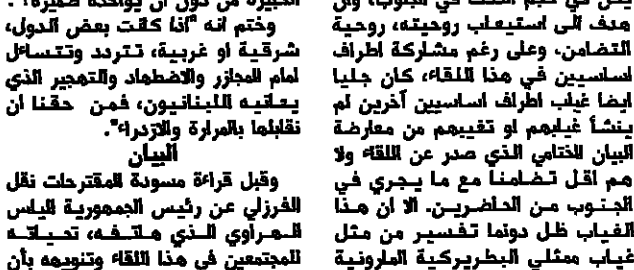 يقل في حجم الحدث في الجنوب، وان
هدف الى استيعاب روحيته، روحية
التضامن. وعلى رغم مشاركة اطراف
اساسيين في هذا اللقاء، كان جليا
ايضا غياب اطراف اساسيين آخرين لم
ينشأ غيابهم او تغييبهم من معارضة
البيان الختامي الذي صدر عن اللقاء ولا
هم اقل تضامنا مع ما يجري في
الجنوب من الحاضرين. الا ان هذا
الغياب ظل دونما تفسير من مثل
غياب ممثلي البطريركية المارونية
الكبيرة من دون ان يؤاخذه ضميره".
وختم انه "اذا كانت بعض الدول،
شرقية او غربية، تتردد وتتساءل
امام المجازر والاضطهاد والتهجير الذي
يعانيه اللبنانيون، فمن حقنا ان
نقابلها بالمرارة والازدراء".
البيان
وقبل قراءة مسودة المقترحات نقل
الفرزلي عن رئيس الجمهورية الياس
الهراوي الذي هاتفه، تحياته
للمجتمعين في هذا اللقاء وتنويهه بأن